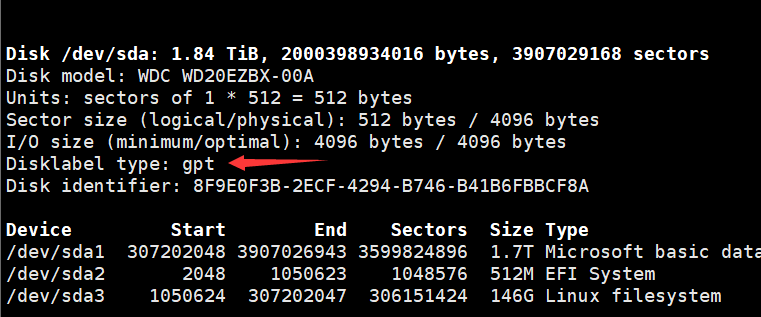 Disk /dev/sda: 1.84 TiB, 2000398934016 bytes, 3907029168 sectors
Disk model: WDC WD20EZBX-00A
Units: sectors of 1 * 512 = 512 bytes
Sector size (logical/physical): 512 bytes / 4096 bytes
I/O size (minimum/optimal): 4096 bytes / 4096 bytes
Disklabel type: gpt
Disk identifier: 8F9E0F3B-2ECF-4294-B746-B41B6FBBCF8A
Device Start End Sectors Size Type
/dev/sda1 307202048 3907026943 3599824896 1.7T Microsoft basic data
/dev/sda2 2048 1050623 1048576 512M EFI System
/dev/sda3 1050624 307202047 306151424 146G Linux filesystem